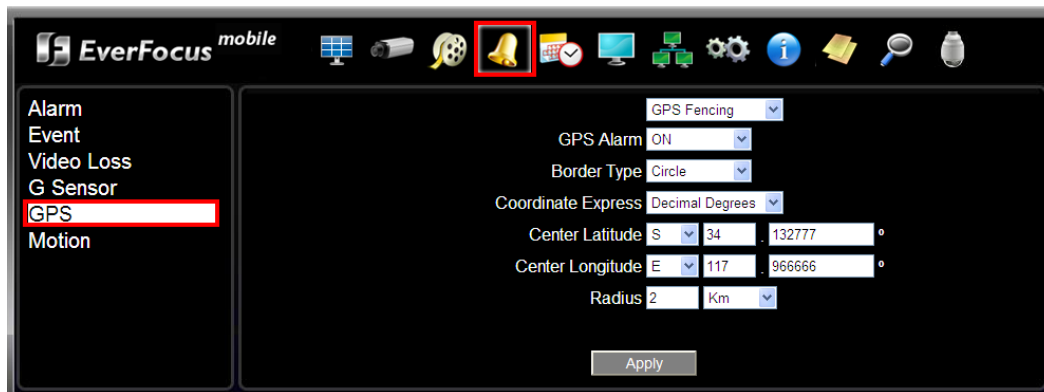 EverFocus mobile
Alarm
Event
Video Loss
G Sensor
GPS
Motion
GPS Fencing
GPS Alarm ON
Border Type Circle
Coordinate Express Decimal Degrees
Center Latitude S 34 . 132777 °
Center Longitude E 117 . 966666 °
Radius 2 Km
Apply